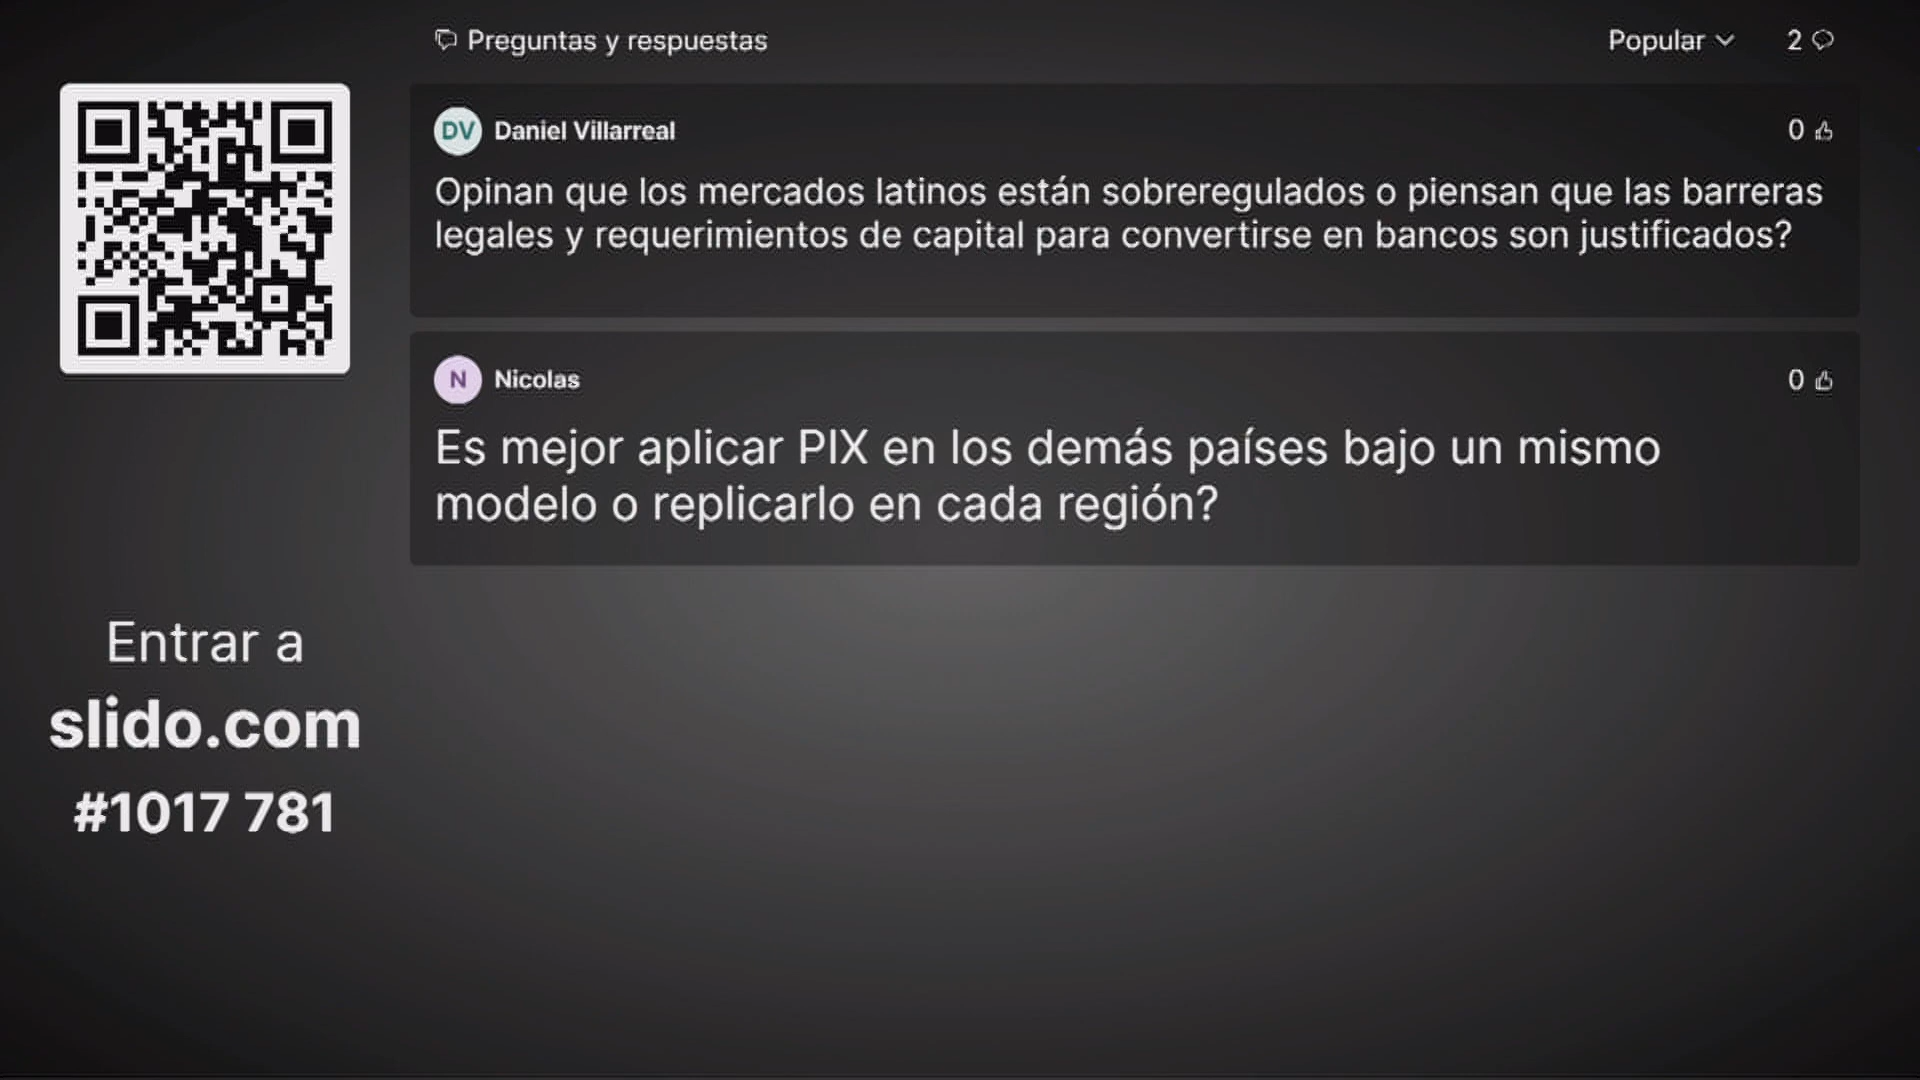 Preguntas y respuestas
Popular
2
DV Daniel Villarreal
0
Opinan que los mercados latinos están sobreregulados o piensan que las barreras
legales y requerimientos de capital para convertirse en bancos son justificados?
N Nicolas
0
Es mejor aplicar PIX en los demás países bajo un mismo
modelo o replicarlo en cada región?
Entrar a
slido.com
#1017 781